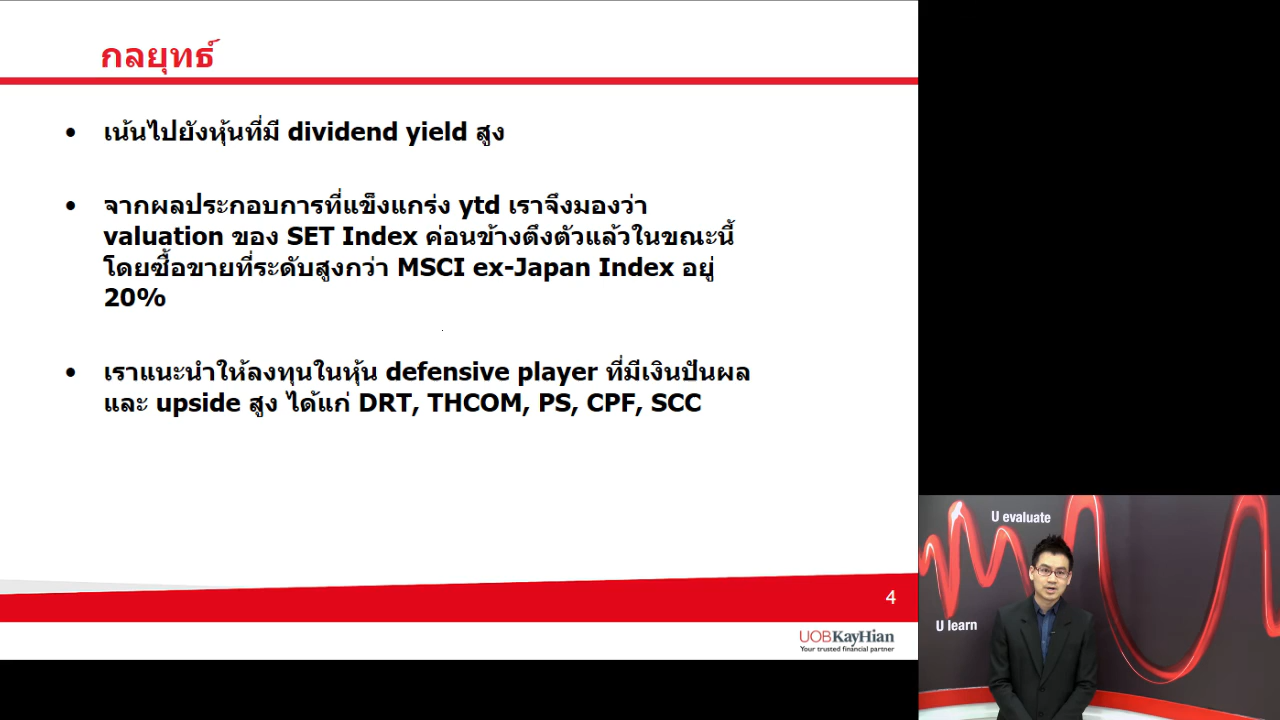 กลยุทธ์
• เน้นไปยังหุ้นที่มี dividend yield สูง
• จากผลประกอบการที่แข็งแกร่ง ytd เราจึงมองว่า
valuation ของ SET Index ค่อนข้างตึงตัวแล้วในขณะนี้
โดยซื้อขายที่ระดับสูงกว่า MSCI ex-Japan Index อยู่
20%
• เราแนะนำให้ลงทุนในหุ้น defensive player ที่มีเงินปันผล
และ upside สูง ได้แก่ DRT, THCOM, PS, CPF, SCC
4
UOBKayHian
Your trusted financial partner
U evaluate
U learn